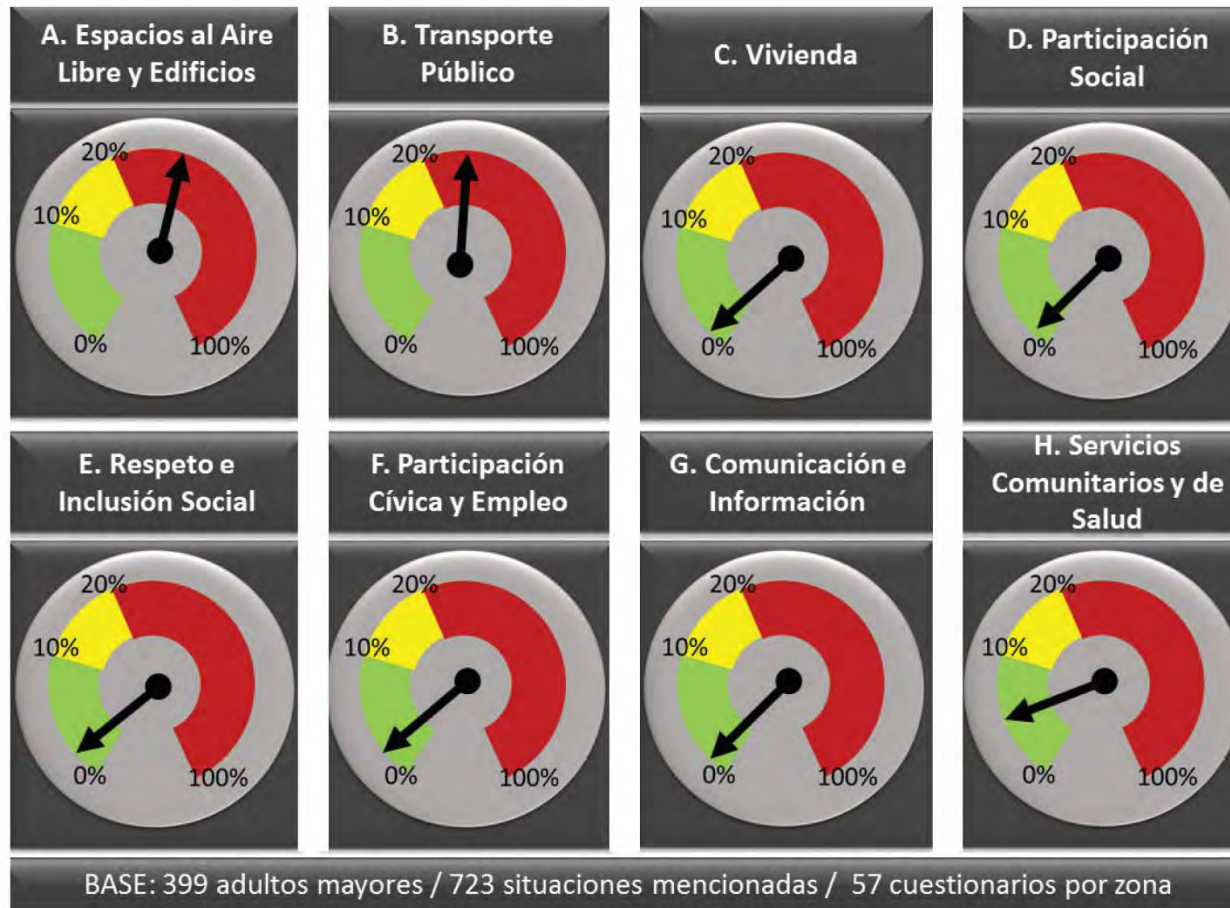 A. Espacios al Aire
Libre y Edificios
B. Transporte
Público
C. Vivienda
D. Participación
Social
20%
10%
0%
100%
20%
10%
0%
100%
20%
10%
0%
100%
20%
10%
0%
100%
E. Respeto e
Inclusión Social
F. Participación
Cívica y Empleo
G. Comunicación e
Información
H. Servicios
Comunitarios y de
Salud
20%
10%
0%
100%
20%
10%
0%
100%
20%
10%
0%
100%
20%
10%
0%
100%
BASE: 399 adultos mayores / 723 situaciones mencionadas / 57 cuestionarios por zona